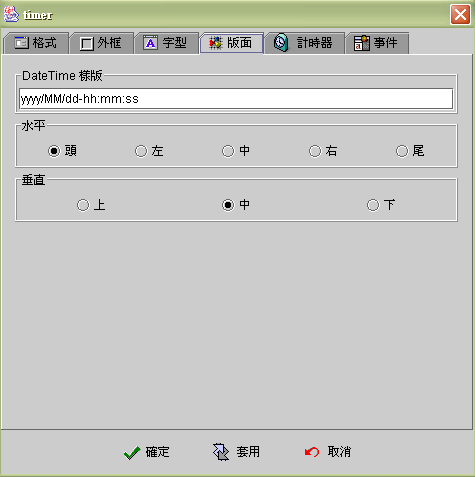 timer
格式 外框 字型 版面 計時器 事件
DateTime 樣版
yyyy/MM/dd-hh:mm:ss
水平
頭 左 中 右 尾
垂直
上 中 下
確定 套用 取消